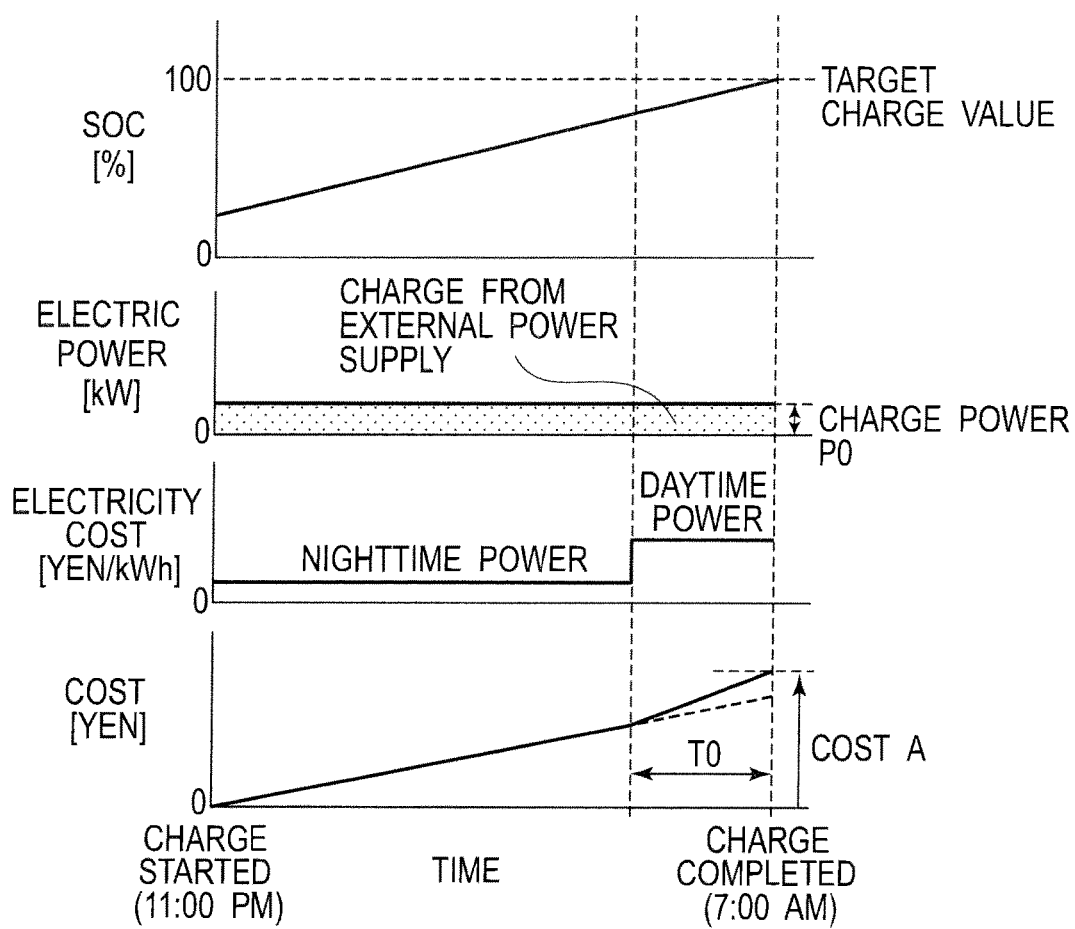 100
SOC
[%]
0
TARGET
CHARGE VALUE
ELECTRIC
POWER
[kW]
0
CHARGE FROM
EXTERNAL POWER
SUPPLY
CHARGE POWER
P0
ELECTRICITY
COST
[YEN/kWh]
0
NIGHTTIME POWER
DAYTIME
POWER
COST
[YEN]
0
T0
COST A
CHARGE
STARTED
(11:00 PM)
TIME
CHARGE
COMPLETED
(7:00 AM)